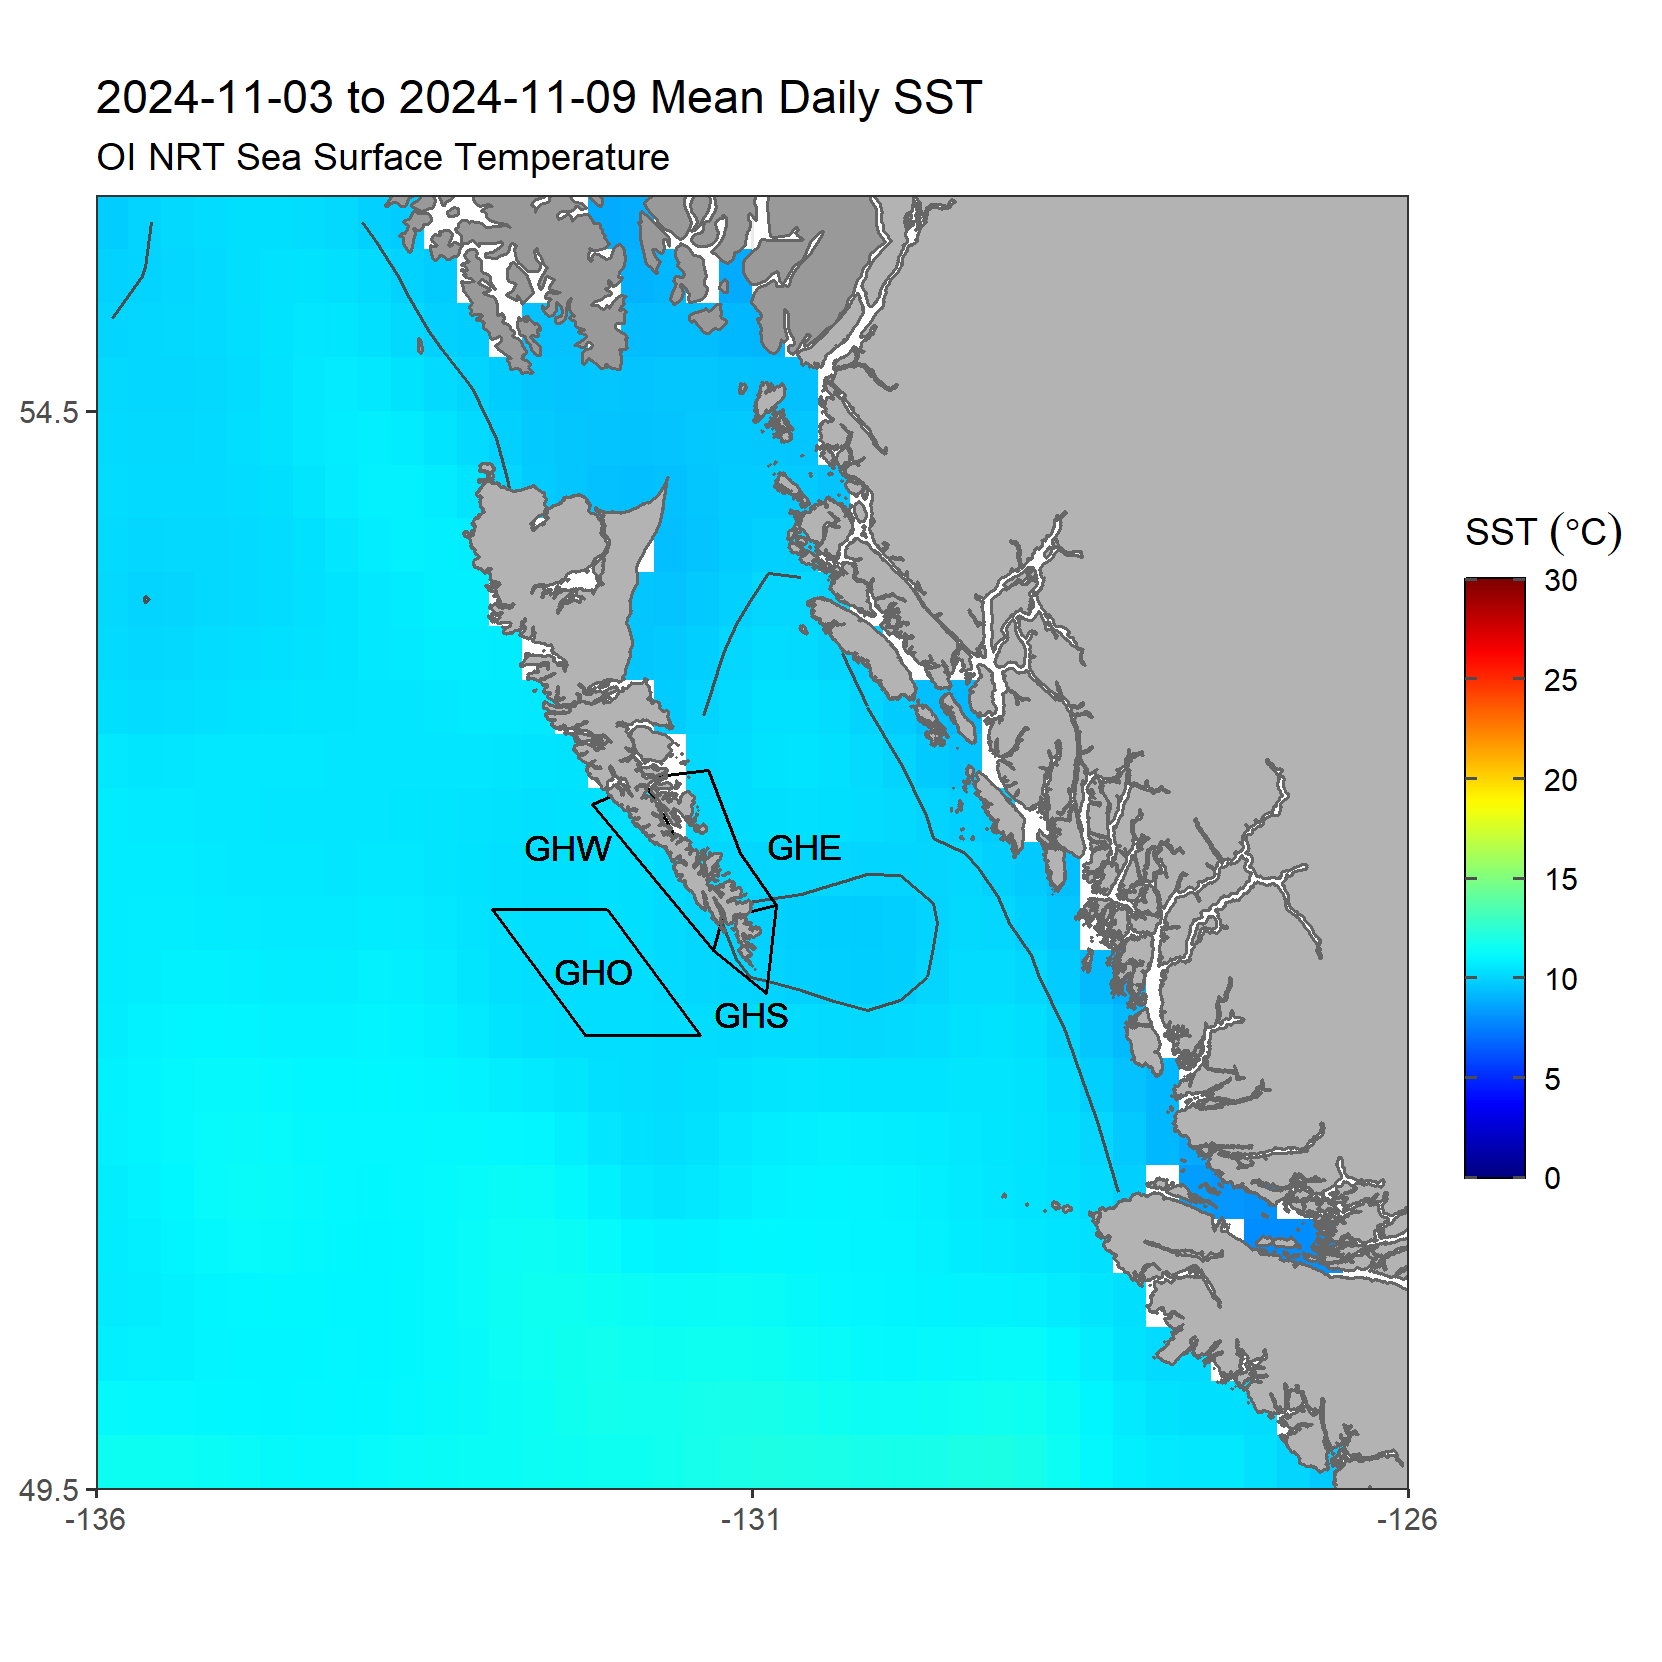 2024-11-03 to 2024-11-09 Mean Daily SST
OI NRT Sea Surface Temperature
54.5
49.5
-136
-131
-126
GHW
GHE
GHO
GHS
SST (°C)
30
25
20
15
10
5
0